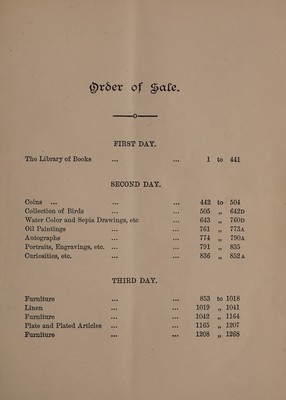 Order of Sale.
FIRST DAY.
The Library of Books ... ... 1 to 441
SECOND DAY.
Coins ... ... ... 442 to 504
Collection of Birds ... ... 505 „ 642D
Water Color and Sepia Drawings, etc ... 643 „ 760D
Oil Paintings ... ... 761 „ 773A
Autographs ... ... 774 „ 790A
Portraits, Engravings, etc. ... ... 791 „ 835
Curiosities, etc. ... ... 836 „ 852A
THIRD DAY.
Furniture ... ... 853 to 1018
Linen ... ... 1019 „ 1041
Furniture ... ... 1042 „ 1164
Plate and Plated Articles ... ... 1165 „ 1207
Furniture ... ... 1208 „ 1268